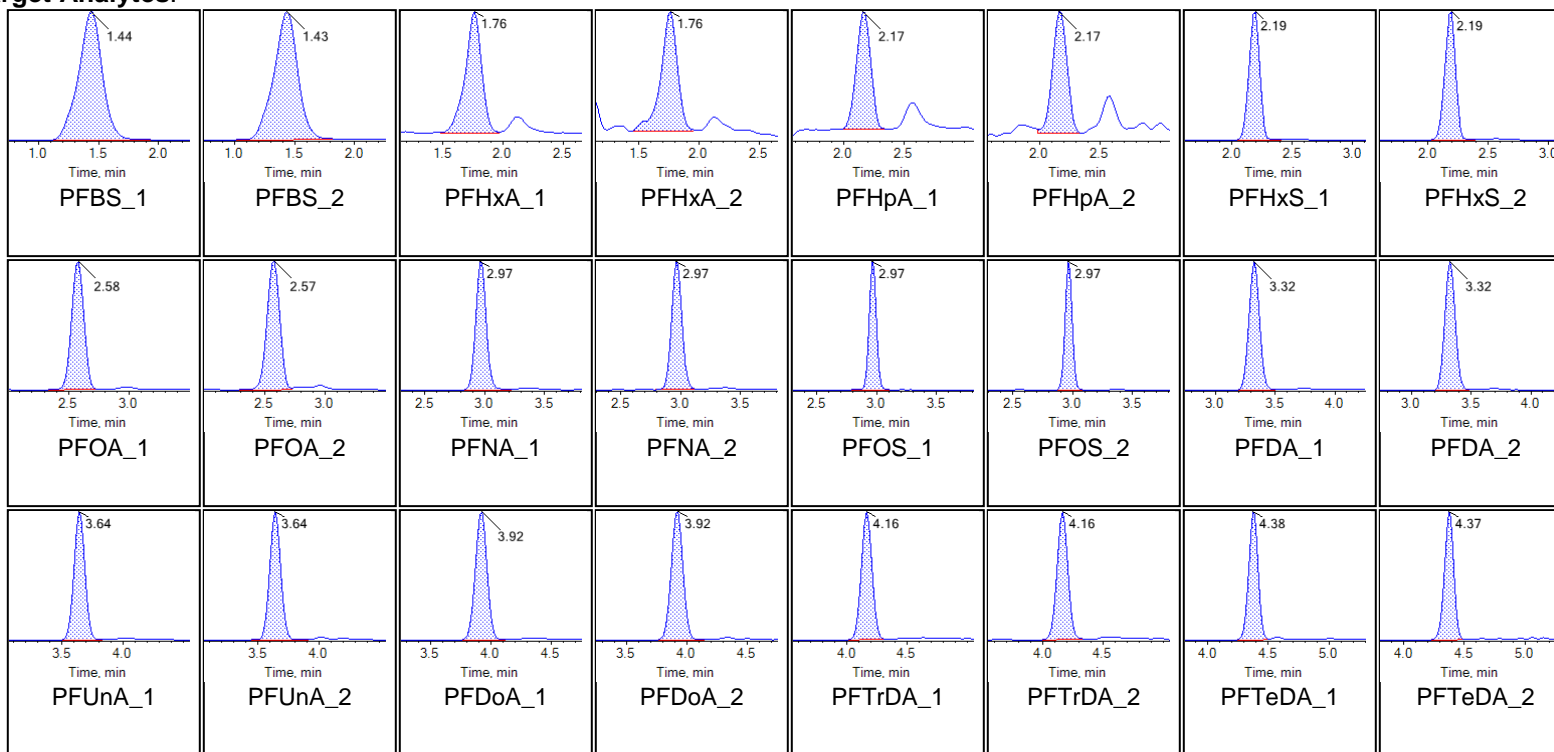 rget Analytes.
1.44 1.43 1.76 1.76 2.17 2.17 2.19 2.19
1.0 1.5 2.0 1.0 1.5 2.0 1.5 2.0 2.5 1.5 2.0 2.5 2.0 2.5 2.0 2.5 2.0 2.5 3.0 2.0 2.5 3.0
Time, min Time, min Time, min Time, min Time, min Time, min Time, min Time, min
PFBS_1 PFBS_2 PFHxA_1 PFHxA_2 PFHpA_1 PFHpA_2 PFHxS_1 PFHxS_2
2.58 2.57 2.97 2.97 2.97 2.97 3.32 3.32
2.5 3.0 2.5 3.0 2.5 3.0 3.5 2.5 3.0 3.5 2.5 3.0 3.5 2.5 3.0 3.5 3.0 3.5 4.0 3.0 3.5 4.0
Time, min Time, min Time, min Time, min Time, min Time, min Time, min Time, min
PFOA_1 PFOA_2 PFNA_1 PFNA_2 PFOS_1 PFOS_2 PFDA_1 PFDA_2
3.64 3.64 3.92 3.92 4.16 4.16 4.38 4.37
3.5 4.0 3.5 4.0 3.5 4.0 4.5 3.5 4.0 4.5 4.0 4.5 4.0 4.5 4.0 4.5 5.0 4.0 4.5 5.0
Time, min Time, min Time, min Time, min Time, min Time, min Time, min Time, min
PFUnA_1 PFUnA_2 PFDoA_1 PFDoA_2 PFTrDA_1 PFTrDA_2 PFTeDA_1 PFTeDA_2